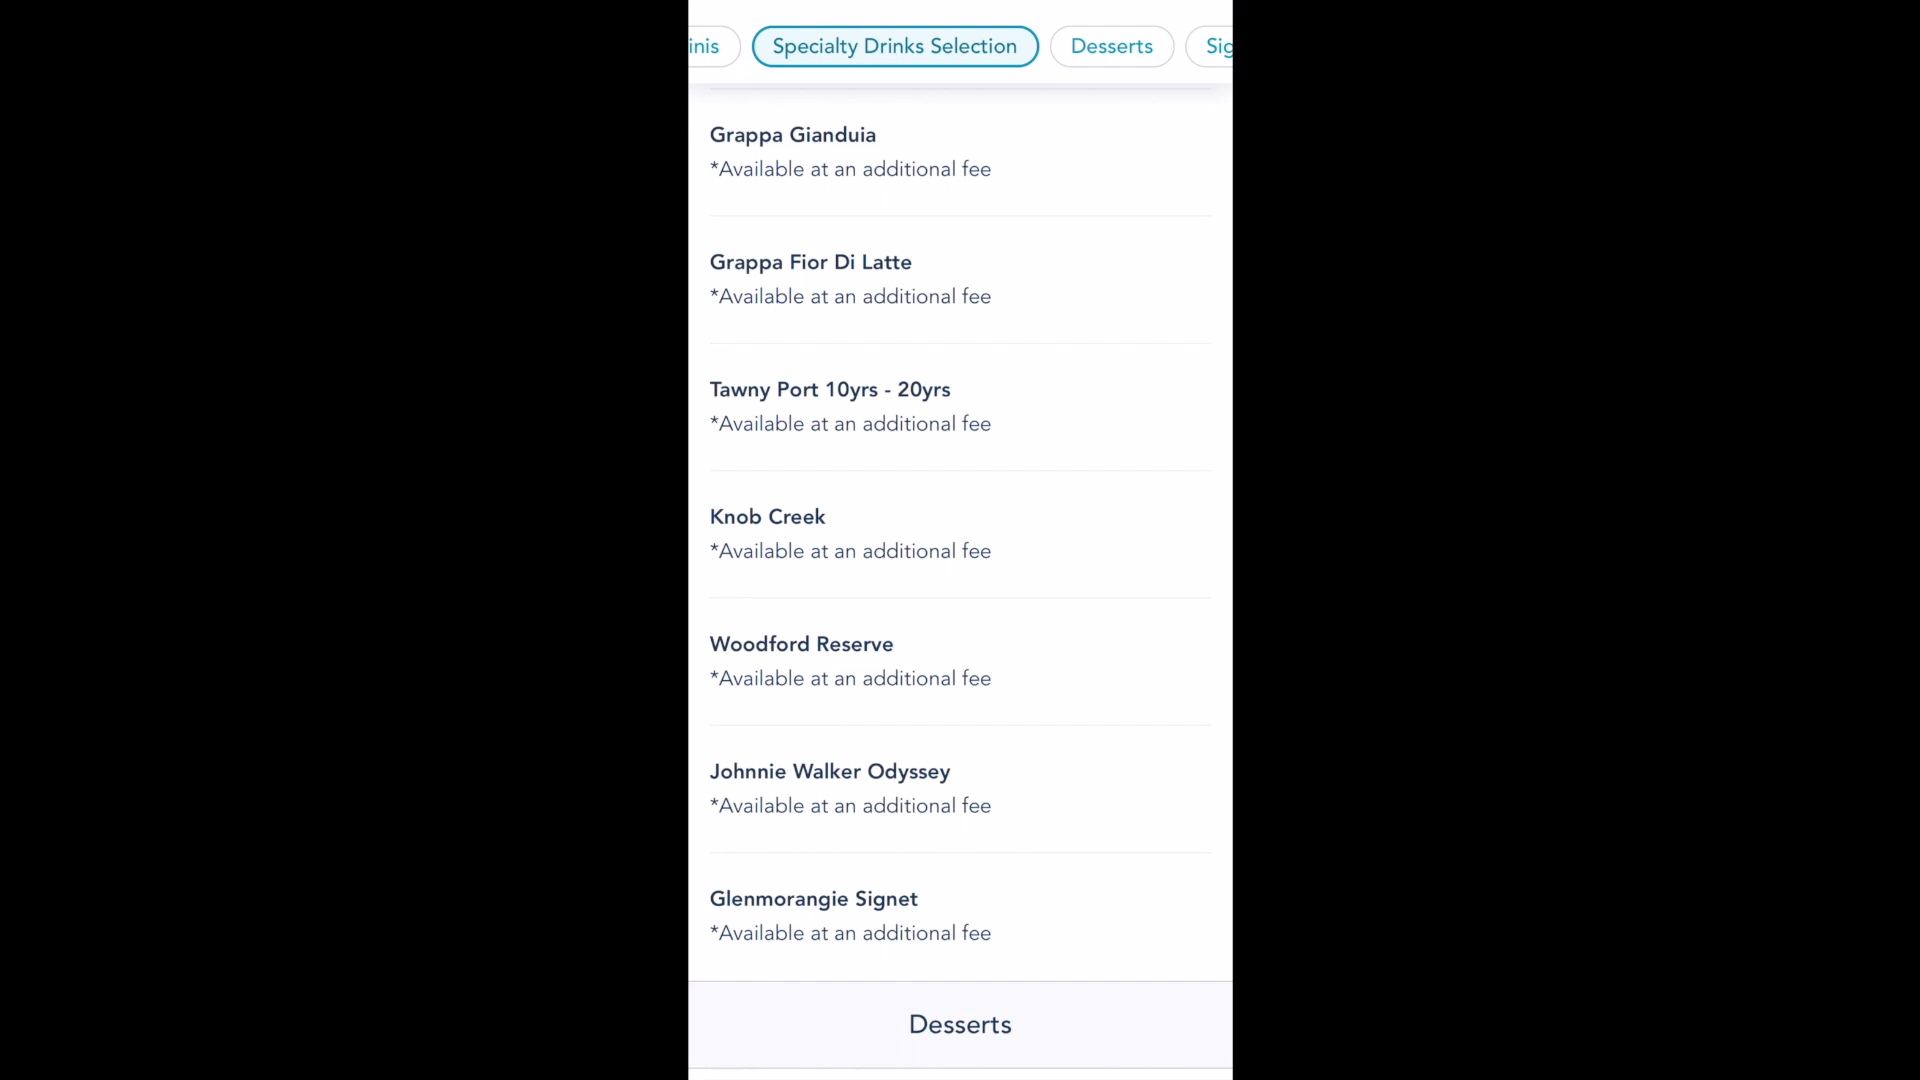 inis
Specialty Drinks Selection
Desserts
Sig
Grappa Gianduia
*Available at an additional fee
Grappa Fior Di Latte
*Available at an additional fee
Tawny Port 10yrs - 20yrs
*Available at an additional fee
Knob Creek
*Available at an additional fee
Woodford Reserve
*Available at an additional fee
Johnnie Walker Odyssey
*Available at an additional fee
Glenmorangie Signet
*Available at an additional fee
Desserts